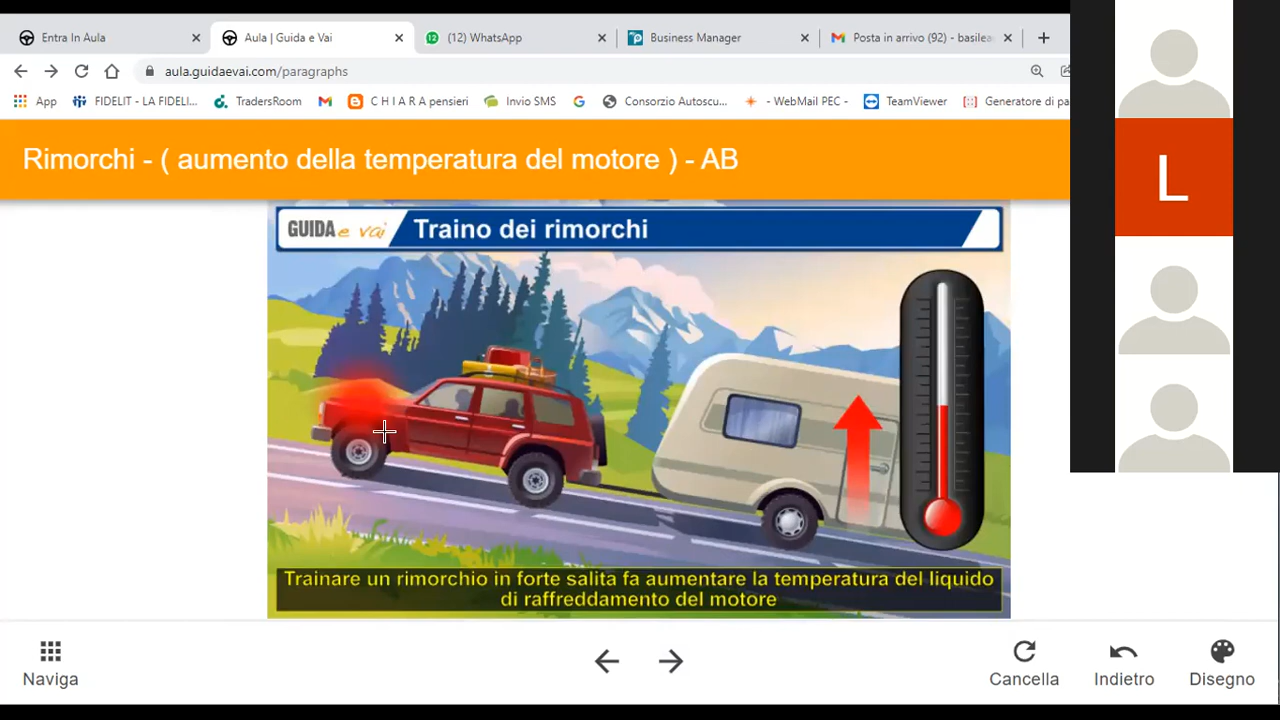 Entra In Aula
Aula | Guida e Vai
(12) WhatsApp
Business Manager
Posta in arrivo (92) - basilea
aula.guidaevai.com/paragraphs
App
FIDELIT - LA FIDELI...
TradersRoom
C H I A R A pensieri
Invio SMS
Consorzio Autoscu...
- WebMail PEC -
TeamViewer
Generatore di pa
Rimorchi - ( aumento della temperatura del motore ) - AB
L
GUIDA e vai
Traino dei rimorchi
Trainare un rimorchio in forte salita fa aumentare la temperatura del liquido
di raffreddamento del motore
Naviga
Cancella
Indietro
Disegno